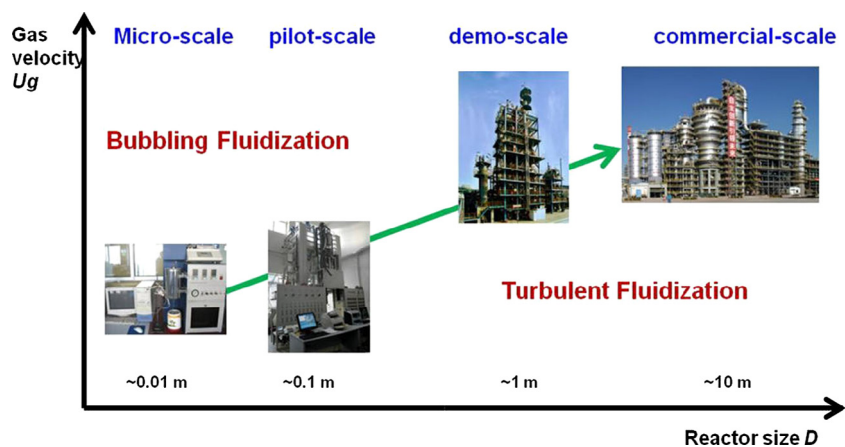 Gas
velocity
Ug
Micro-scale
pilot-scale
demo-scale
commercial-scale
Bubbling Fluidization
Turbulent Fluidization
~0.01 m
~0.1 m
~1 m
~10 m
Reactor size D